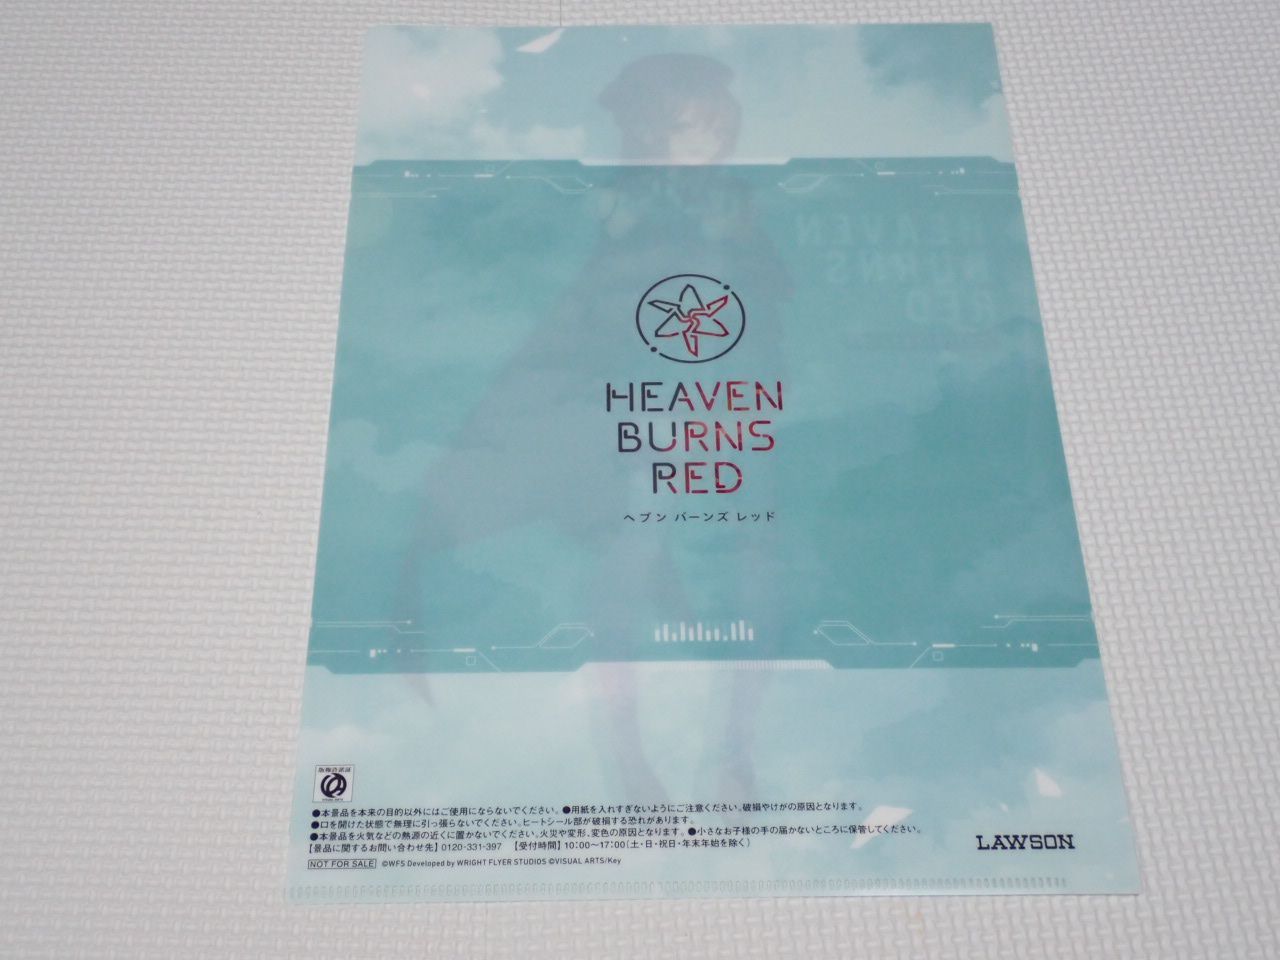 HEAVEN
BURNS
RED
HEAVEN
BURNS
RED
ヘブン バーンズ レッド
版権許諾証
●本景品を本来の目的以外にはご使用にならないでください。●用紙を入れすぎないようにご注意ください。破損やけがの原因となります。
●口を開けた状態で無理に引っ張らないでください。ヒートシール部が破損する恐れがあります。
●本景品を火気などの熱源の近くに置かないでください。火災や変形、変色の原因となります。●小さなお子様の手の届かないところに保管してください。
【景品に関するお問い合わせ先】0120-331-397 【受付時間】10:00〜17:00(土・日・祝日・年末年始を除く)
NOT FOR SALE ©WFS Developed by WRIGHT FLYER STUDIOS ©VISUAL ARTS/Key
LAWSON